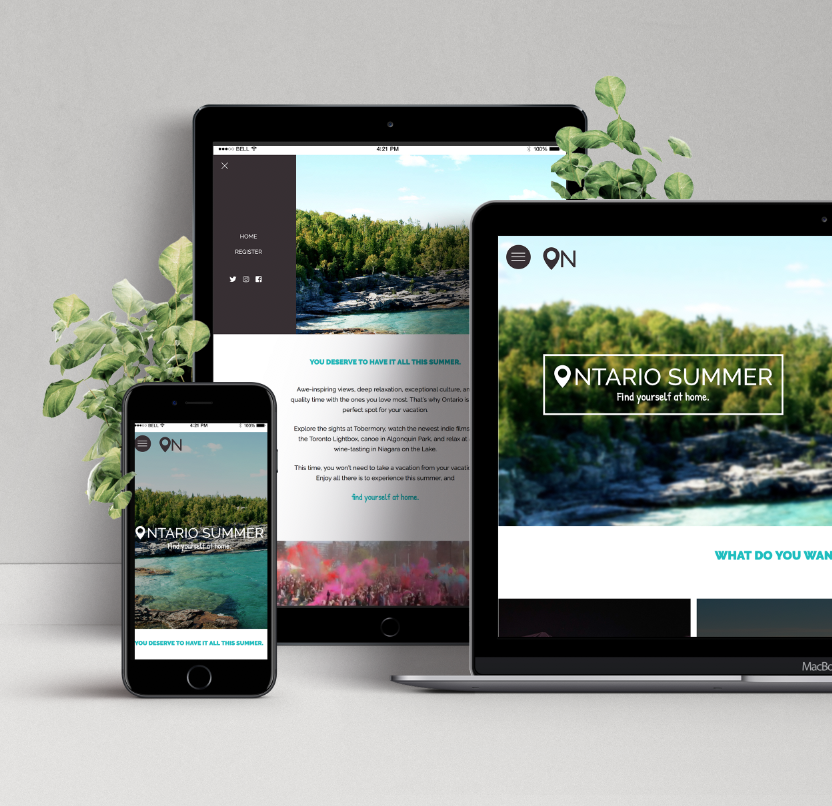 BELL
4:21 PM
100%
HOME
REGISTER
YOU DESERVE TO HAVE IT ALL THIS SUMMER.
Awe-inspiring views, deep relaxation, exceptional culture,
quality time with the ones you love most. That's why Ontario is
perfect spot for your vacation.
Explore the sights at Tobermory, watch the newest indie films
the Toronto Lightbox, canoe in Algonquin Park, and relax at
wine-tasting in Niagara on the Lake.
This time, you won't need to take a vacation from your
Enjoy all there is to experience this summer, and
find yourself at home.
ON
ONTARIO SUMMER
Find yourself at home.
WHAT DO YOU
BELL
4:21 PM
100%
ON
ONTARIO SUMMER
Find yourself at home.
YOU DESERVE TO HAVE IT ALL THIS SUMMER.